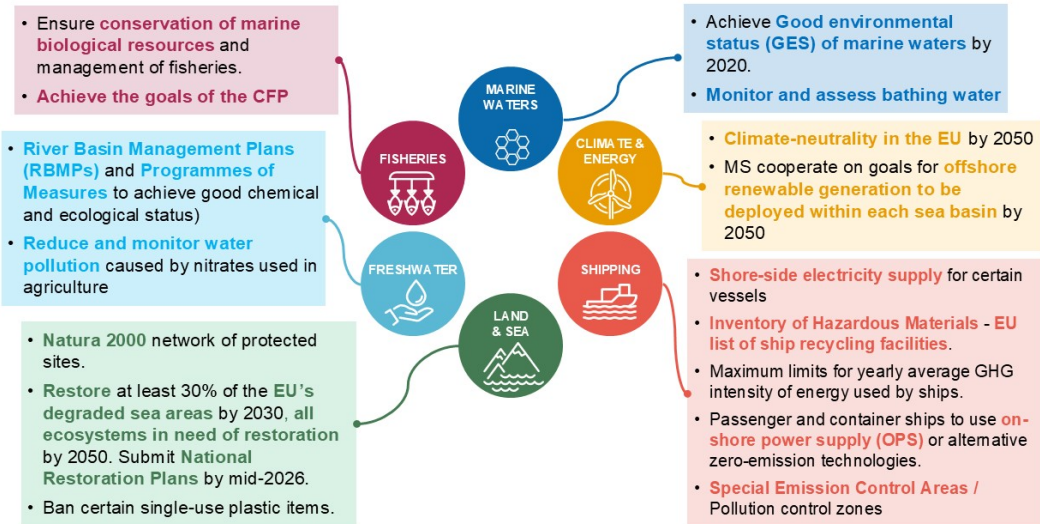 • Ensure conservation of marine
biological resources and
management of fisheries.
• Achieve the goals of the CFP
• River Basin Management Plans
(RBMPs) and Programmes of
Measures to achieve good chemical
and ecological status)
• Reduce and monitor water
pollution caused by nitrates used in
agriculture
• Natura 2000 network of protected
sites.
• Restore at least 30% of the EU’s
degraded sea areas by 2030, all
ecosystems in need of restoration
by 2050. Submit National
Restoration Plans by mid-2026.
• Ban certain single-use plastic items.
MARINE
WATERS
FISHERIES
CLIMATE &
ENERGY
FRESHWATER
SHIPPING
LAND
& SEA
• Achieve Good environmental
status (GES) of marine waters by
2020.
• Monitor and assess bathing water
• Climate-neutrality in the EU by 2050
• MS cooperate on goals for offshore
renewable generation to be
deployed within each sea basin by
2050
• Shore-side electricity supply for certain
vessels
• Inventory of Hazardous Materials - EU
list of ship recycling facilities.
• Maximum limits for yearly average GHG
intensity of energy used by ships.
• Passenger and container ships to use on-
shore power supply (OPS) or alternative
zero-emission technologies.
• Special Emission Control Areas /
Pollution control zones